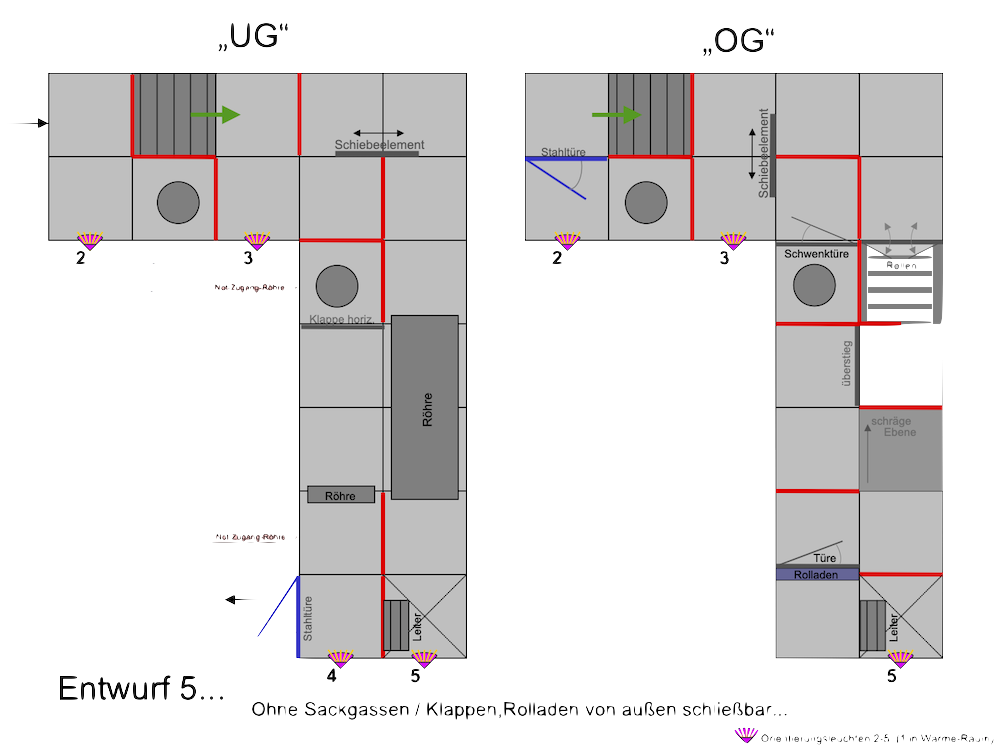 „UG“
„OG“
Schiebeelement
Schiebeelement
Stahltüre
2
3
2
3
Schwenktüre
Rollen
Not Zugang-Röhre
Klappe horiz.
Röhre
überstieg
schräge
Ebene
Röhre
Not Zugang-Röhre
Türe
Rolladen
Stahltüre
Leiter
Leiter
4
5
5
Entwurf 5...
Ohne Sackgassen / Klappen,Rolladen von außen schließbar...
Orientierungsleuchten 2-5 (1 in Wärme-Raum)